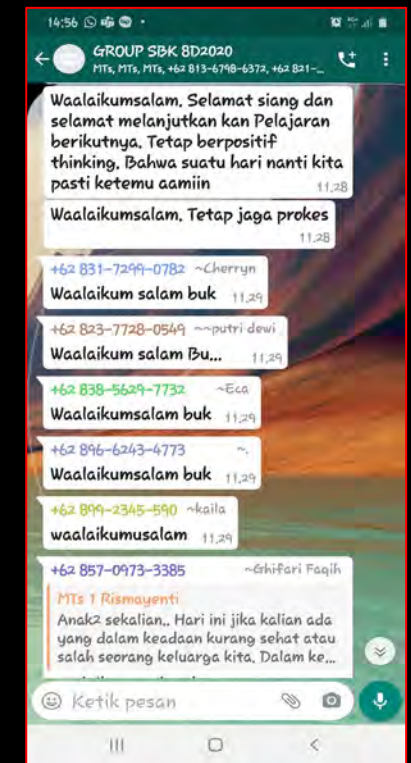 14:56
GROUP SBK 8D2020
MTs, MTs, MTs, +62 813-6798-6372, +62 821-...
Waalaikumsalam. Selamat siang dan
selamat melanjutkan kan Pelajaran
berikutnya. Tetap berpositif
thinking. Bahwa suatu hari nanti kita
pasti ketemu aamiin
11.28
Waalaikumsalam. Tetap jaga prokes
11.28
+62 831-7299-0782 ~Cherryn
Waalaikum salam buk 11.29
+62 823-7728-0549 ~~putri dewi
Waalaikum salam Bu... 11.29
+62 838-5629-7732 ~Eca
Waalaikumsalam buk 11.29
+62 896-6243-4773 ~.
Waalaikumsalam buk 11.29
+62 899-2345-590 ~kaila
waalaikumusalam 11.29
+62 857-0973-3385 ~Ghifari Faqih
MTs 1 Rismayenti
Anak2 sekalian,, Hari ini jika kalian ada
yang dalam keadaan kurang sehat atau
salah seorang keluarga kita. Dalam ke...
Ketik pesan